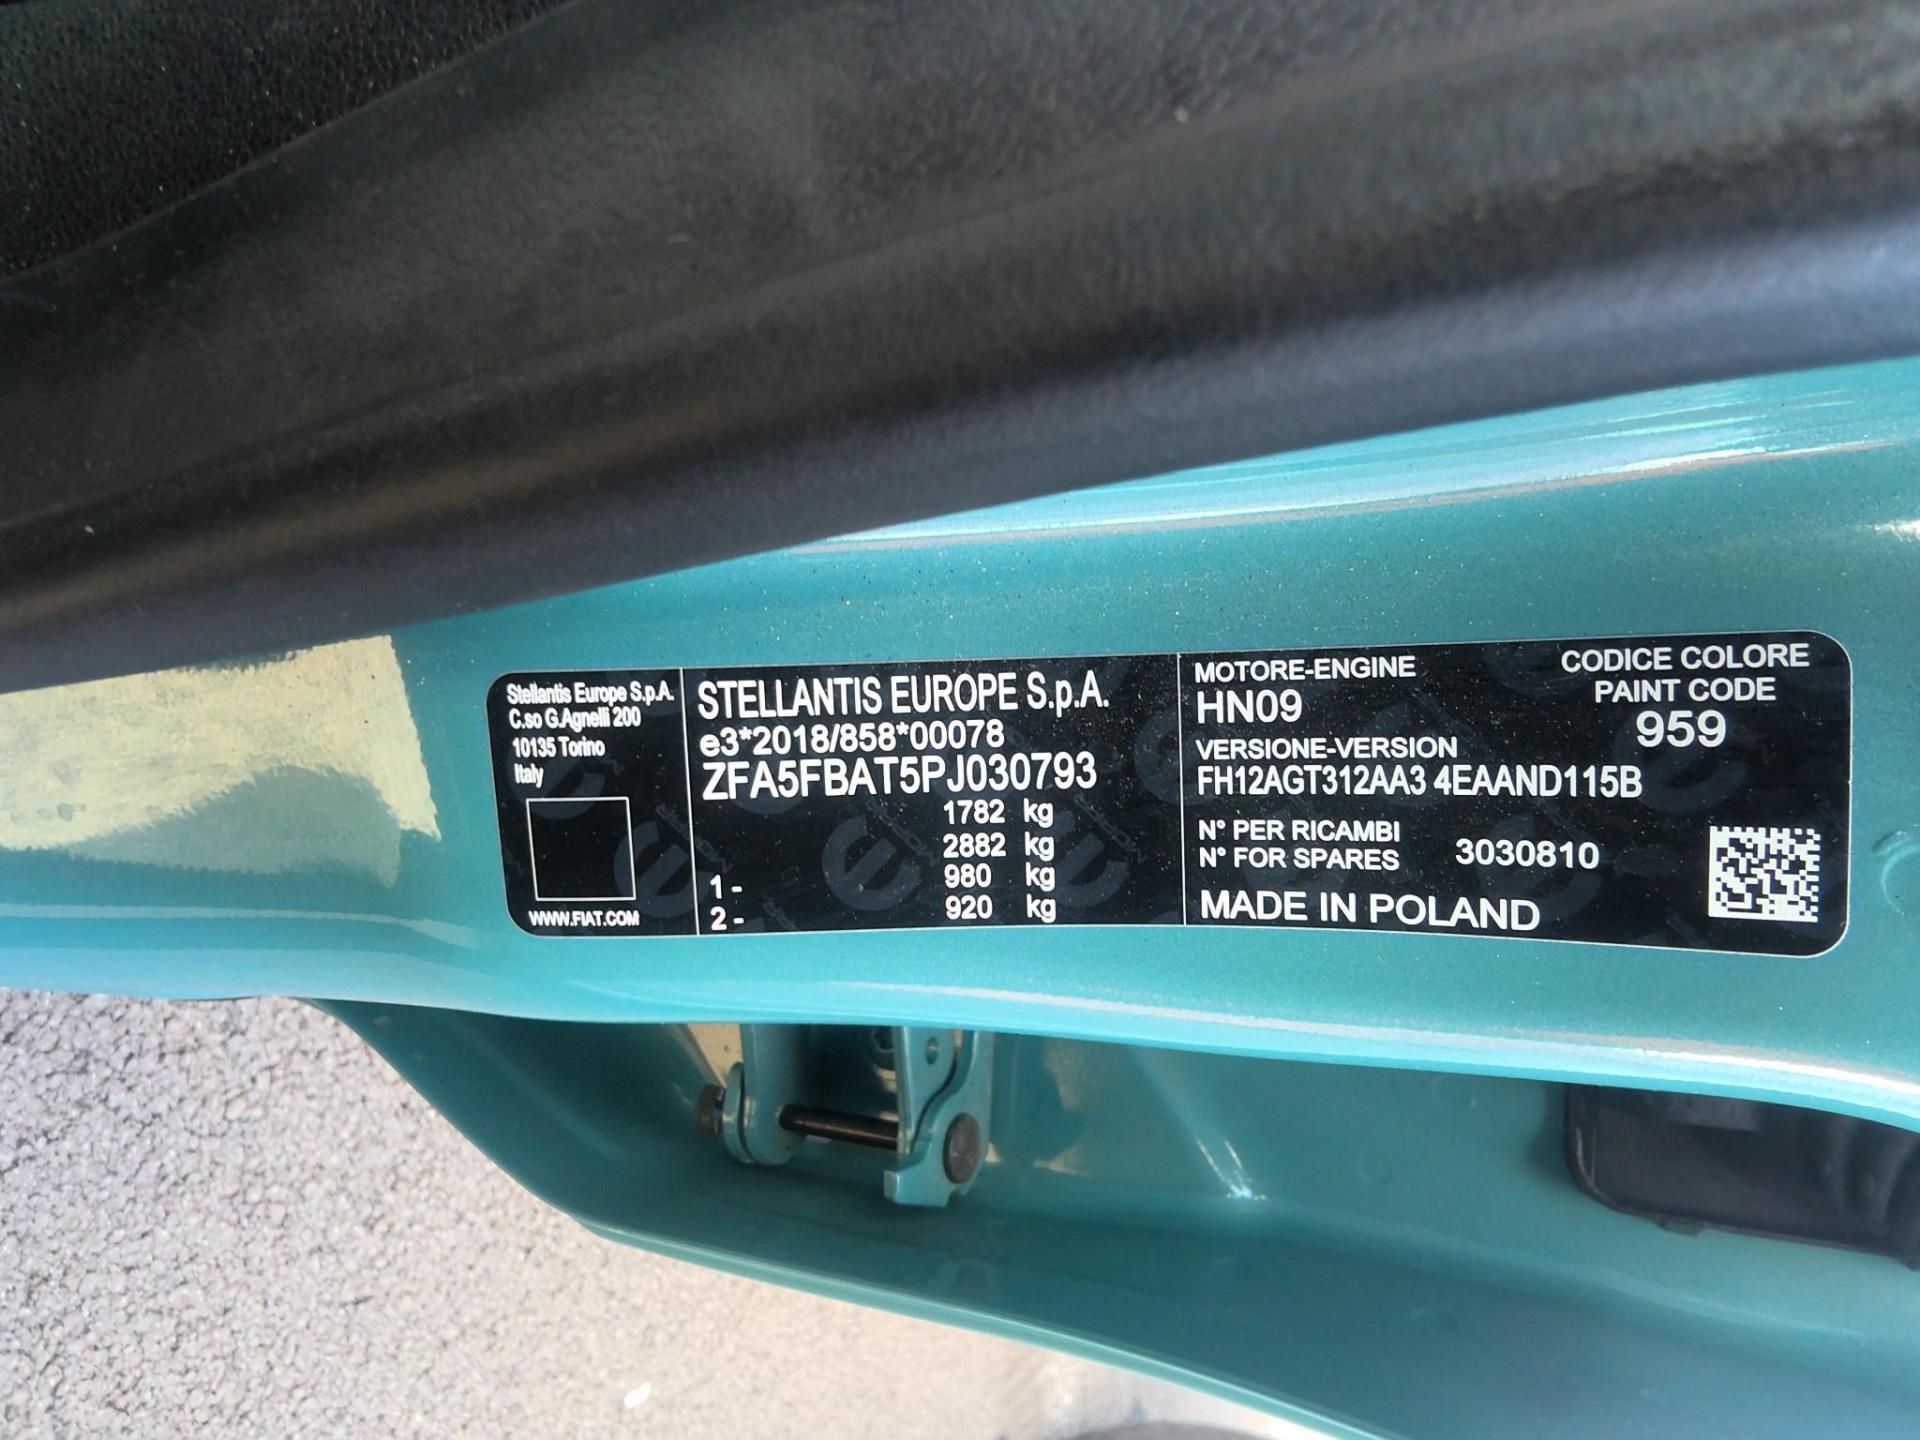 Stellantis Europe S.p.A.
C.so G.Agnelli 200
10135 Torino
Italy
WWW.FIAT.COM
STELLANTIS EUROPE S.p.A.
e3*2018/858*00078
ZFA5FBAT5PJ030793
1782 kg
2882 kg
1 - 980 kg
2 - 920 kg
MOTORE-ENGINE
HN09
VERSIONE-VERSION
FH12AGT312AA3 4EAAND115B
N° PER RICAMBI
N° FOR SPARES 3030810
MADE IN POLAND
CODICE COLORE
PAINT CODE
959